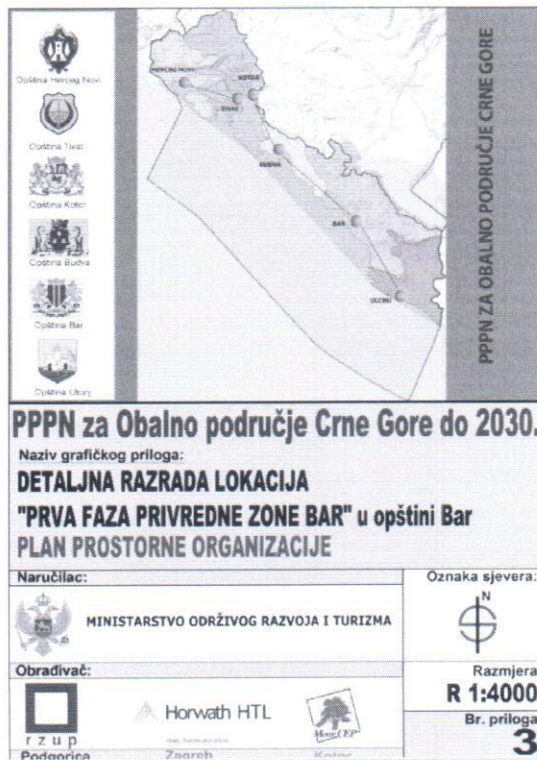 Opština Herceg Novi
Opština Tivat
Opština Kotor
Opština Budva
Opština Bar
Opština Ulcinj
HERCEG NOVI
KOTOR
TIVAT
BUDVA
BAR
ULCINJ
PPPN ZA OBALNO PODRUČJE CRNE GORE
PPPN za Obalno područje Crne Gore do 2030.
Naziv grafičkog priloga:
DETALJNA RAZRADA LOKACIJA
"PRVA FAZA PRIVREDNE ZONE BAR" u opštini Bar
PLAN PROSTORNE ORGANIZACIJE
Naručilac:
MINISTARSTVO ODRŽIVOG RAZVOJA I TURIZMA
Oznaka sjevera:
N
Obrađivač:
rzup
Horwath HTL
MonteCEP
Podgorica
Zagreb
Kotor
Razmjera
R 1:4000
Br. priloga
3